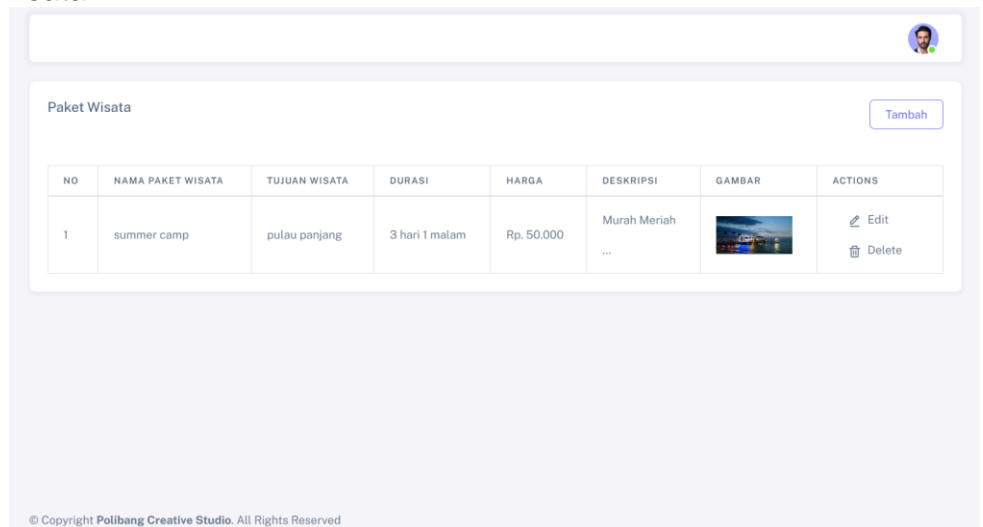 Paket Wisata
Tambah
NO NAMA PAKET WISATA TUJUAN WISATA DURASI HARGA DESKRIPSI GAMBAR ACTIONS
1 summer camp pulau panjang 3 hari 1 malam Rp. 50.000 Murah Meriah ... Edit
Delete
© Copyright Polibang Creative Studio. All Rights Reserved